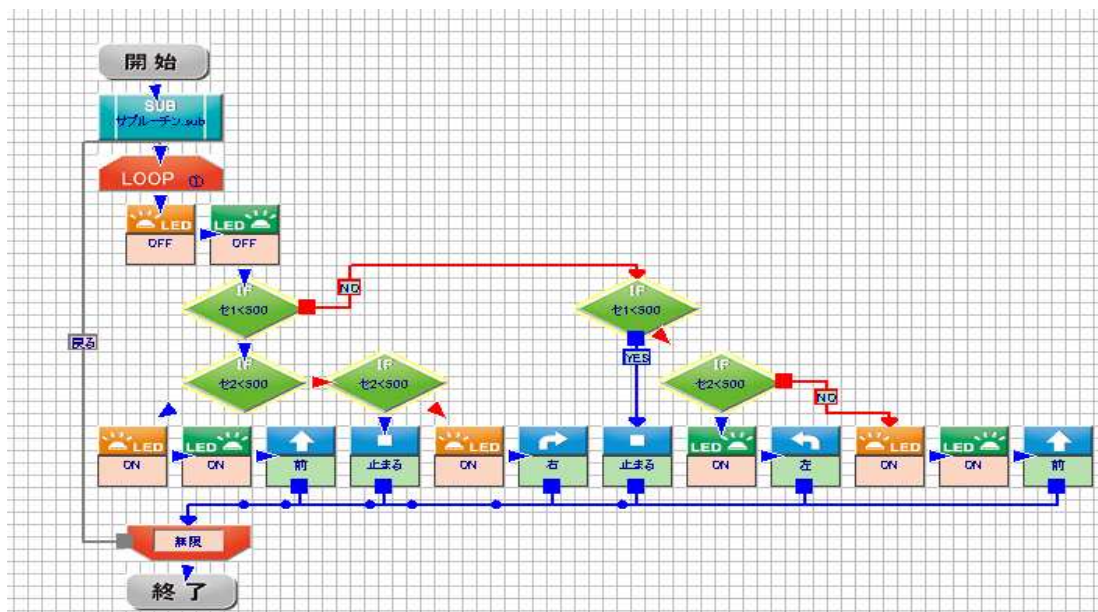 開始
SUB
サブルーチン.sub
LOOP ①
LED
OFF
LED
OFF
NO
IF
セ1<500
IF
セ1<500
戻る
YES
IF
セ2<500
IF
セ2<500
IF
セ2<500
NO
LED
ON
LED
ON
前
止まる
LED
ON
右
止まる
LED
ON
左
LED
ON
LED
ON
前
無限
終了